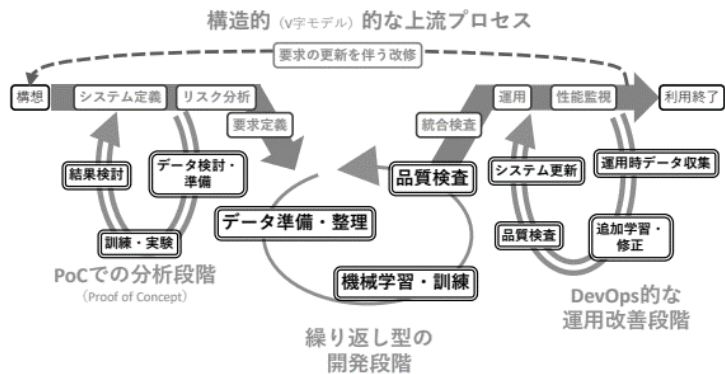 構造的（V字モデル）的な上流プロセス
要求の更新を伴う改修
構想
システム定義
リスク分析
運用
性能監視
利用終了
要求定義
統合検査
結果検討
データ検討・
準備
訓練・実験
PoCでの分析段階
（Proof of Concept）
データ準備・整理
品質検査
機械学習・訓練
繰り返し型の
開発段階
システム更新
運用時データ収集
品質検査
追加学習・
修正
DevOps的な
運用改善段階